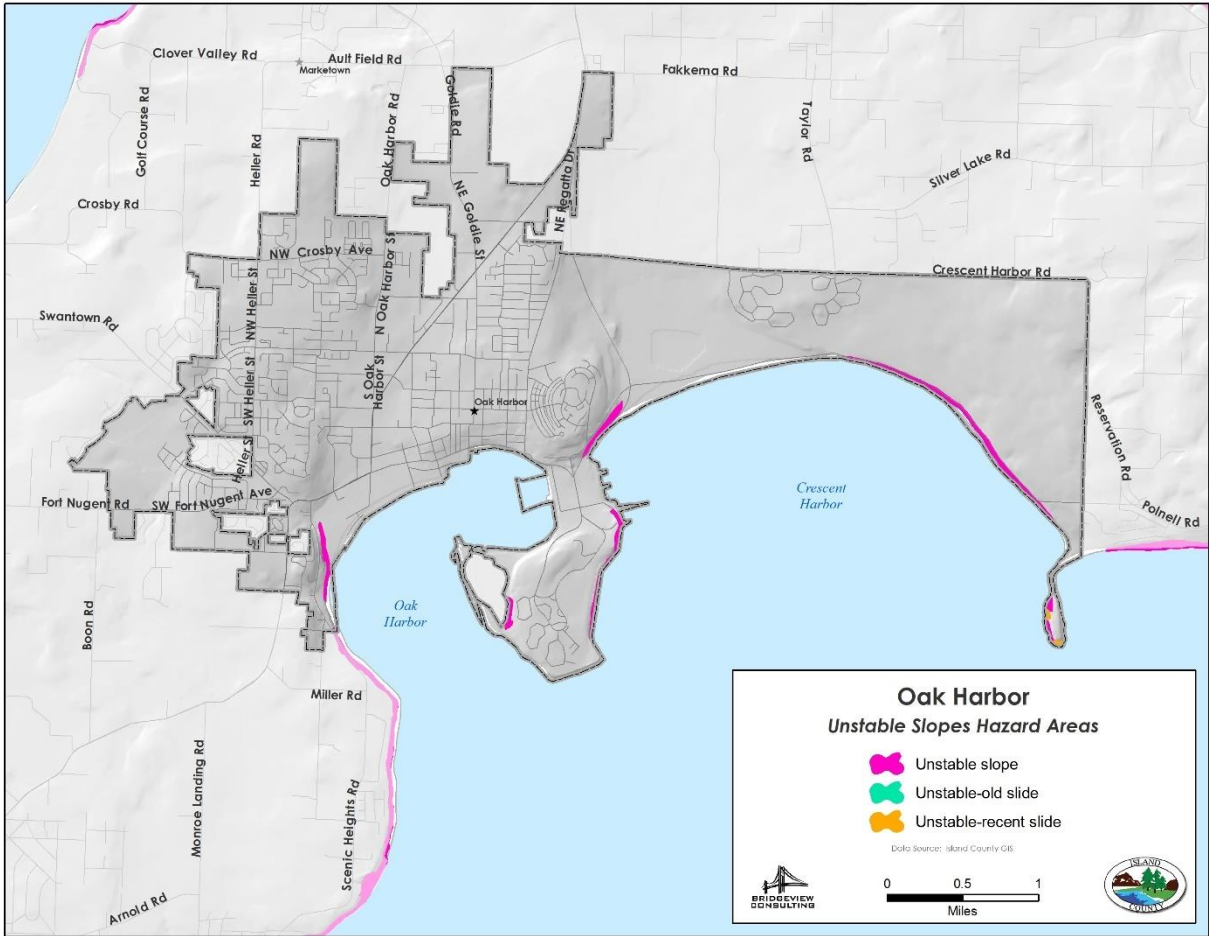 Clover Valley Rd
Ault Field Rd
Marketown
Fakkema Rd
Golf Course Rd
Heller Rd
Oak Harbor Rd
Goldie Rd
Taylor Rd
Silver Lake Rd
Crosby Rd
NE Goldie St
NE Regatta Dr
NW Crosby Ave
Crescent Harbor Rd
NW Heller St
N Oak Harbor St
Swantown Rd
SW Heller St
S Oak
Harbor St
Oak Harbor
Reservation Rd
Heller St
Fort Nugent Rd
SW Fort Nugent Ave
Crescent
Harbor
Polnell Rd
Oak
Harbor
Boon Rd
Miller Rd
Monroe Landing Rd
Scenic Heights Rd
Arnold Rd
Oak Harbor
Unstable Slopes Hazard Areas
Unstable slope
Unstable-old slide
Unstable-recent slide
Data Source: Island County GIS
BRIDGEVIEW
CONSULTING
0 0.5 1
Miles
ISLAND
COUNTY